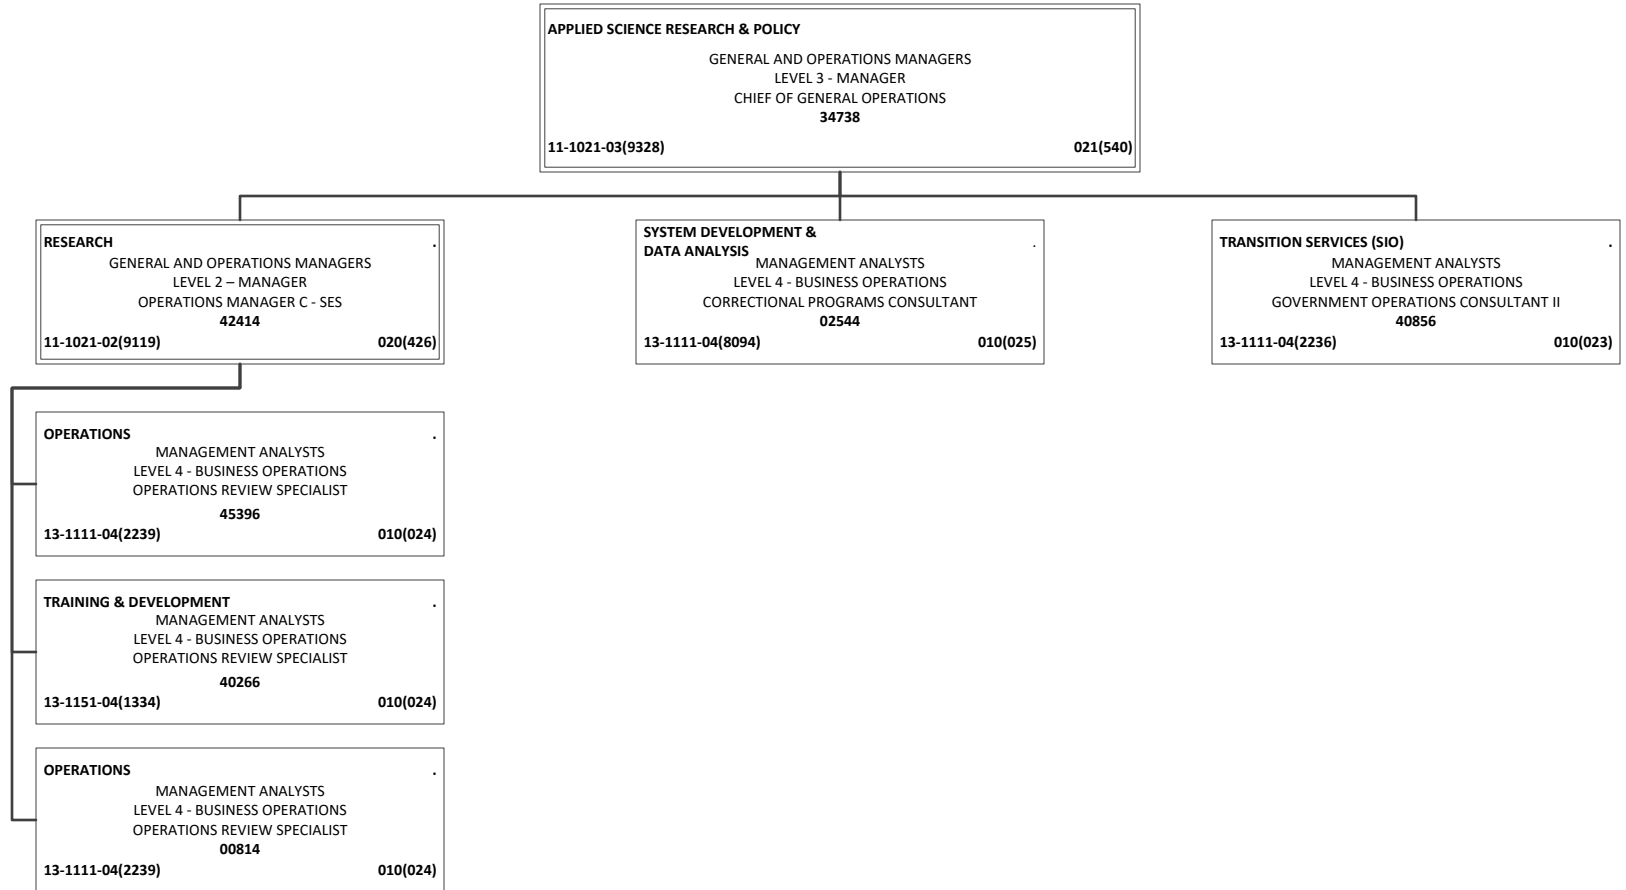 APPLIED SCIENCE RESEARCH & POLICY
GENERAL AND OPERATIONS MANAGERS
LEVEL 3 - MANAGER
CHIEF OF GENERAL OPERATIONS
34738
11-1021-03(9328) 021(540)
RESEARCH .
GENERAL AND OPERATIONS MANAGERS
LEVEL 2 – MANAGER
OPERATIONS MANAGER C - SES
42414
11-1021-02(9119) 020(426)
SYSTEM DEVELOPMENT &
DATA ANALYSIS .
MANAGEMENT ANALYSTS
LEVEL 4 - BUSINESS OPERATIONS
CORRECTIONAL PROGRAMS CONSULTANT
02544
13-1111-04(8094) 010(025)
TRANSITION SERVICES (SIO) .
MANAGEMENT ANALYSTS
LEVEL 4 - BUSINESS OPERATIONS
GOVERNMENT OPERATIONS CONSULTANT II
40856
13-1111-04(2236) 010(023)
OPERATIONS .
MANAGEMENT ANALYSTS
LEVEL 4 - BUSINESS OPERATIONS
OPERATIONS REVIEW SPECIALIST
45396
13-1111-04(2239) 010(024)
TRAINING & DEVELOPMENT .
MANAGEMENT ANALYSTS
LEVEL 4 - BUSINESS OPERATIONS
OPERATIONS REVIEW SPECIALIST
40266
13-1151-04(1334) 010(024)
OPERATIONS .
MANAGEMENT ANALYSTS
LEVEL 4 - BUSINESS OPERATIONS
OPERATIONS REVIEW SPECIALIST
00814
13-1111-04(2239) 010(024)